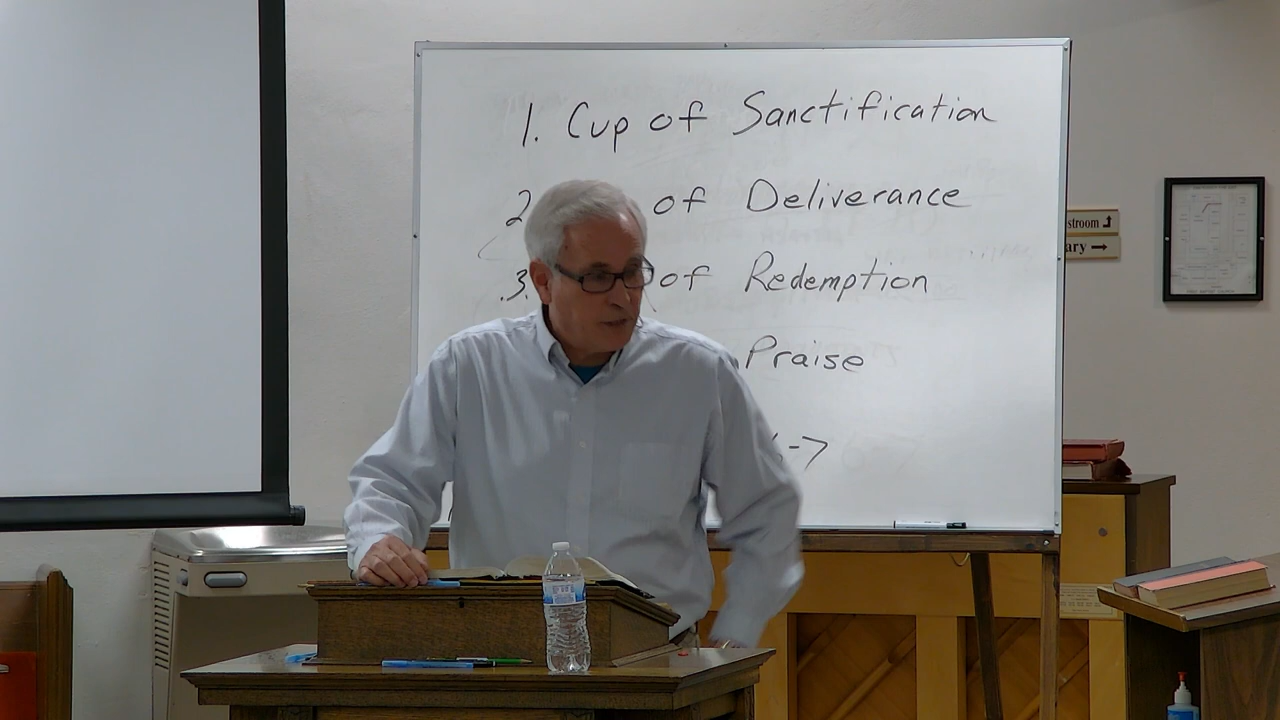 1. Cup of Sanctification
2 of Deliverance
3. of Redemption
Praise
-7
stroom
ary →